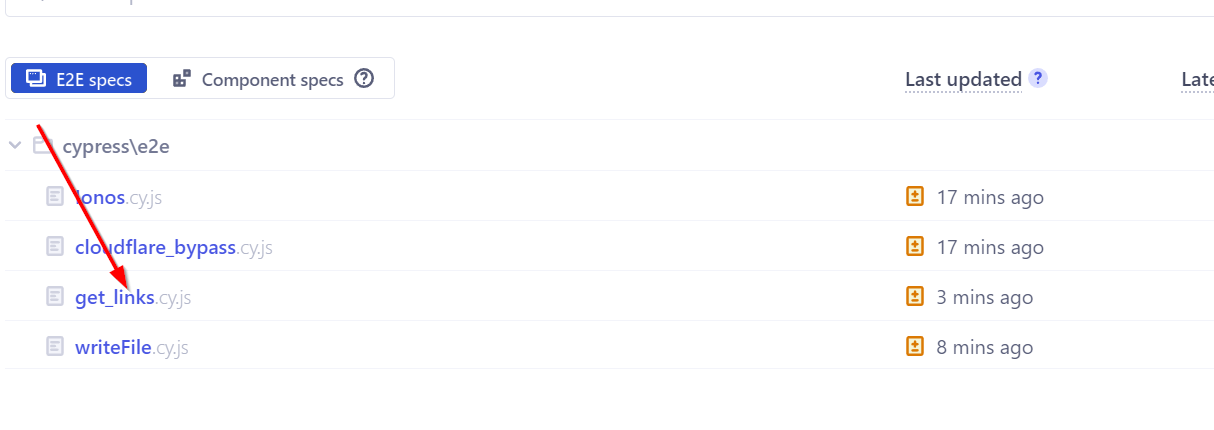 E2E specs Component specs ? Last updated ? Late
cypress\e2e
Ionos.cy.js 17 mins ago
cloudflare_bypass.cy.js 17 mins ago
get_links.cy.js 3 mins ago
writeFile.cy.js 8 mins ago